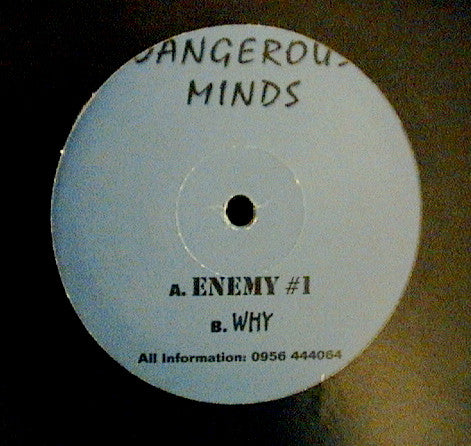 DANGEROUS
MINDS
A. ENEMY #1
B. WHY
All Information: 0956 444064